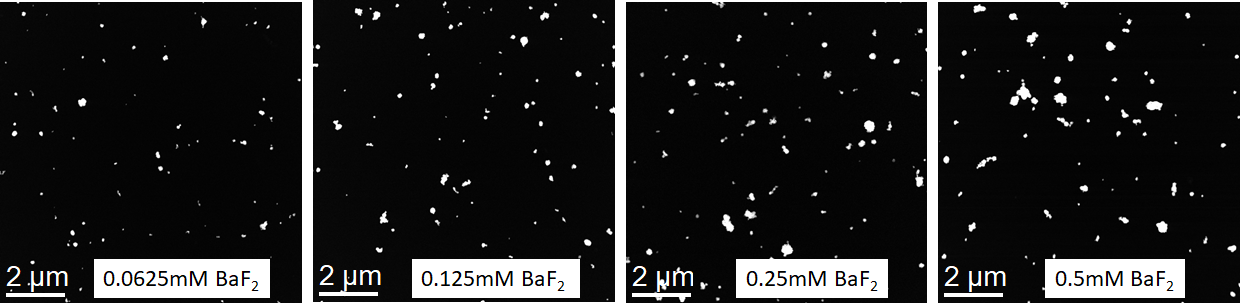 2 µm 0.0625mM BaF₂
2 µm 0.125mM BaF₂
2 µm 0.25mM BaF₂
2 µm 0.5mM BaF₂